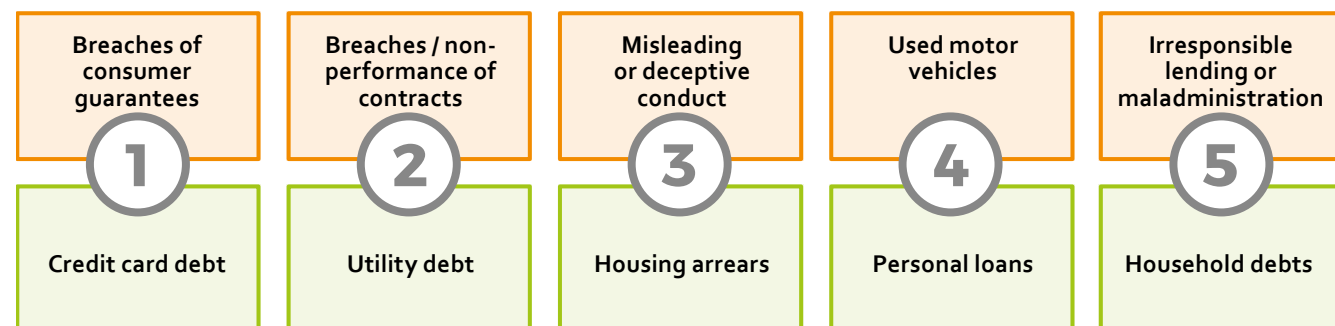 Breaches of
consumer
guarantees
Breaches / non-
performance of
contracts
Misleading
or deceptive
conduct
Used motor
vehicles
Irresponsible
lending or
maladministration
1
2
3
4
5
Credit card debt
Utility debt
Housing arrears
Personal loans
Household debts